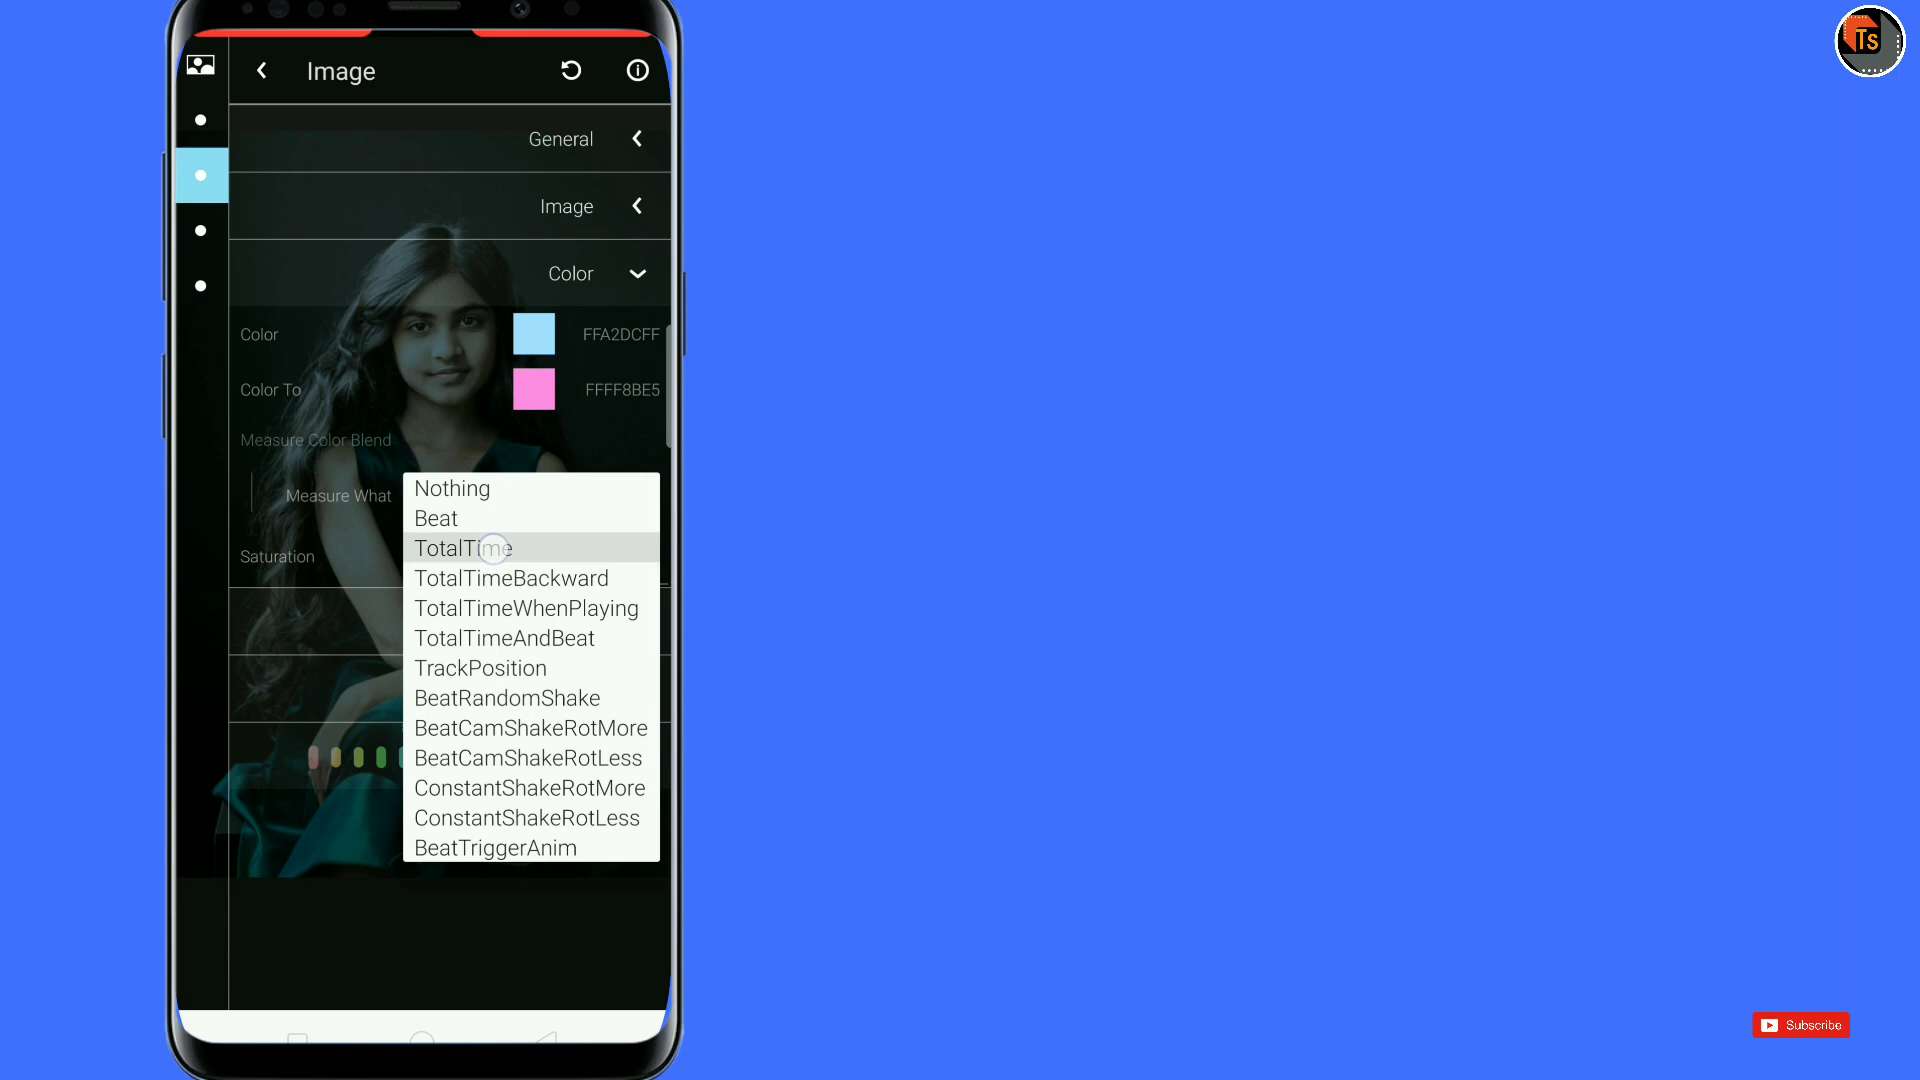 Ts
Image
General
Image
Color
Color FFA2DCFF
Color To FFFF8BE5
Measure Color Blend
Measure What
Saturation
Nothing
Beat
TotalTime
TotalTimeBackward
TotalTimeWhenPlaying
TotalTimeAndBeat
TrackPosition
BeatRandomShake
BeatCamShakeRotMore
BeatCamShakeRotLess
ConstantShakeRotMore
ConstantShakeRotLess
BeatTriggerAnim
Subscribe